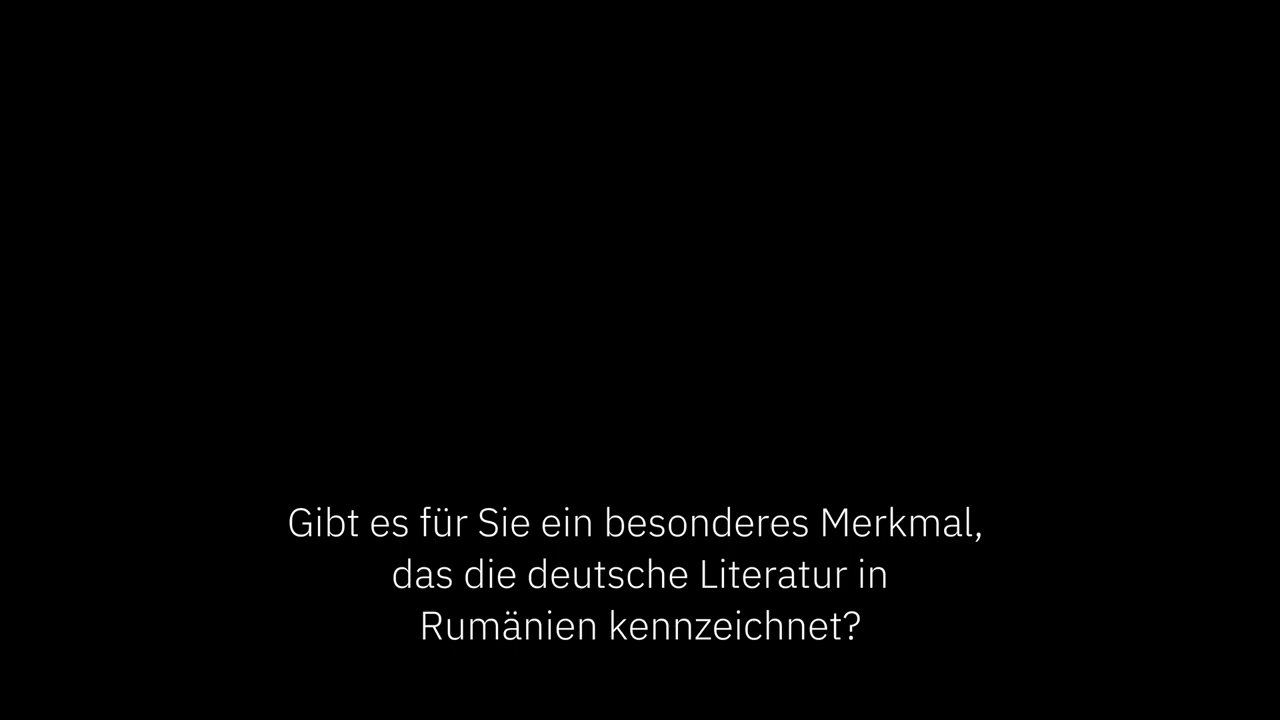 Gibt es für Sie ein besonderes Merkmal,
das die deutsche Literatur in
Rumänien kennzeichnet?